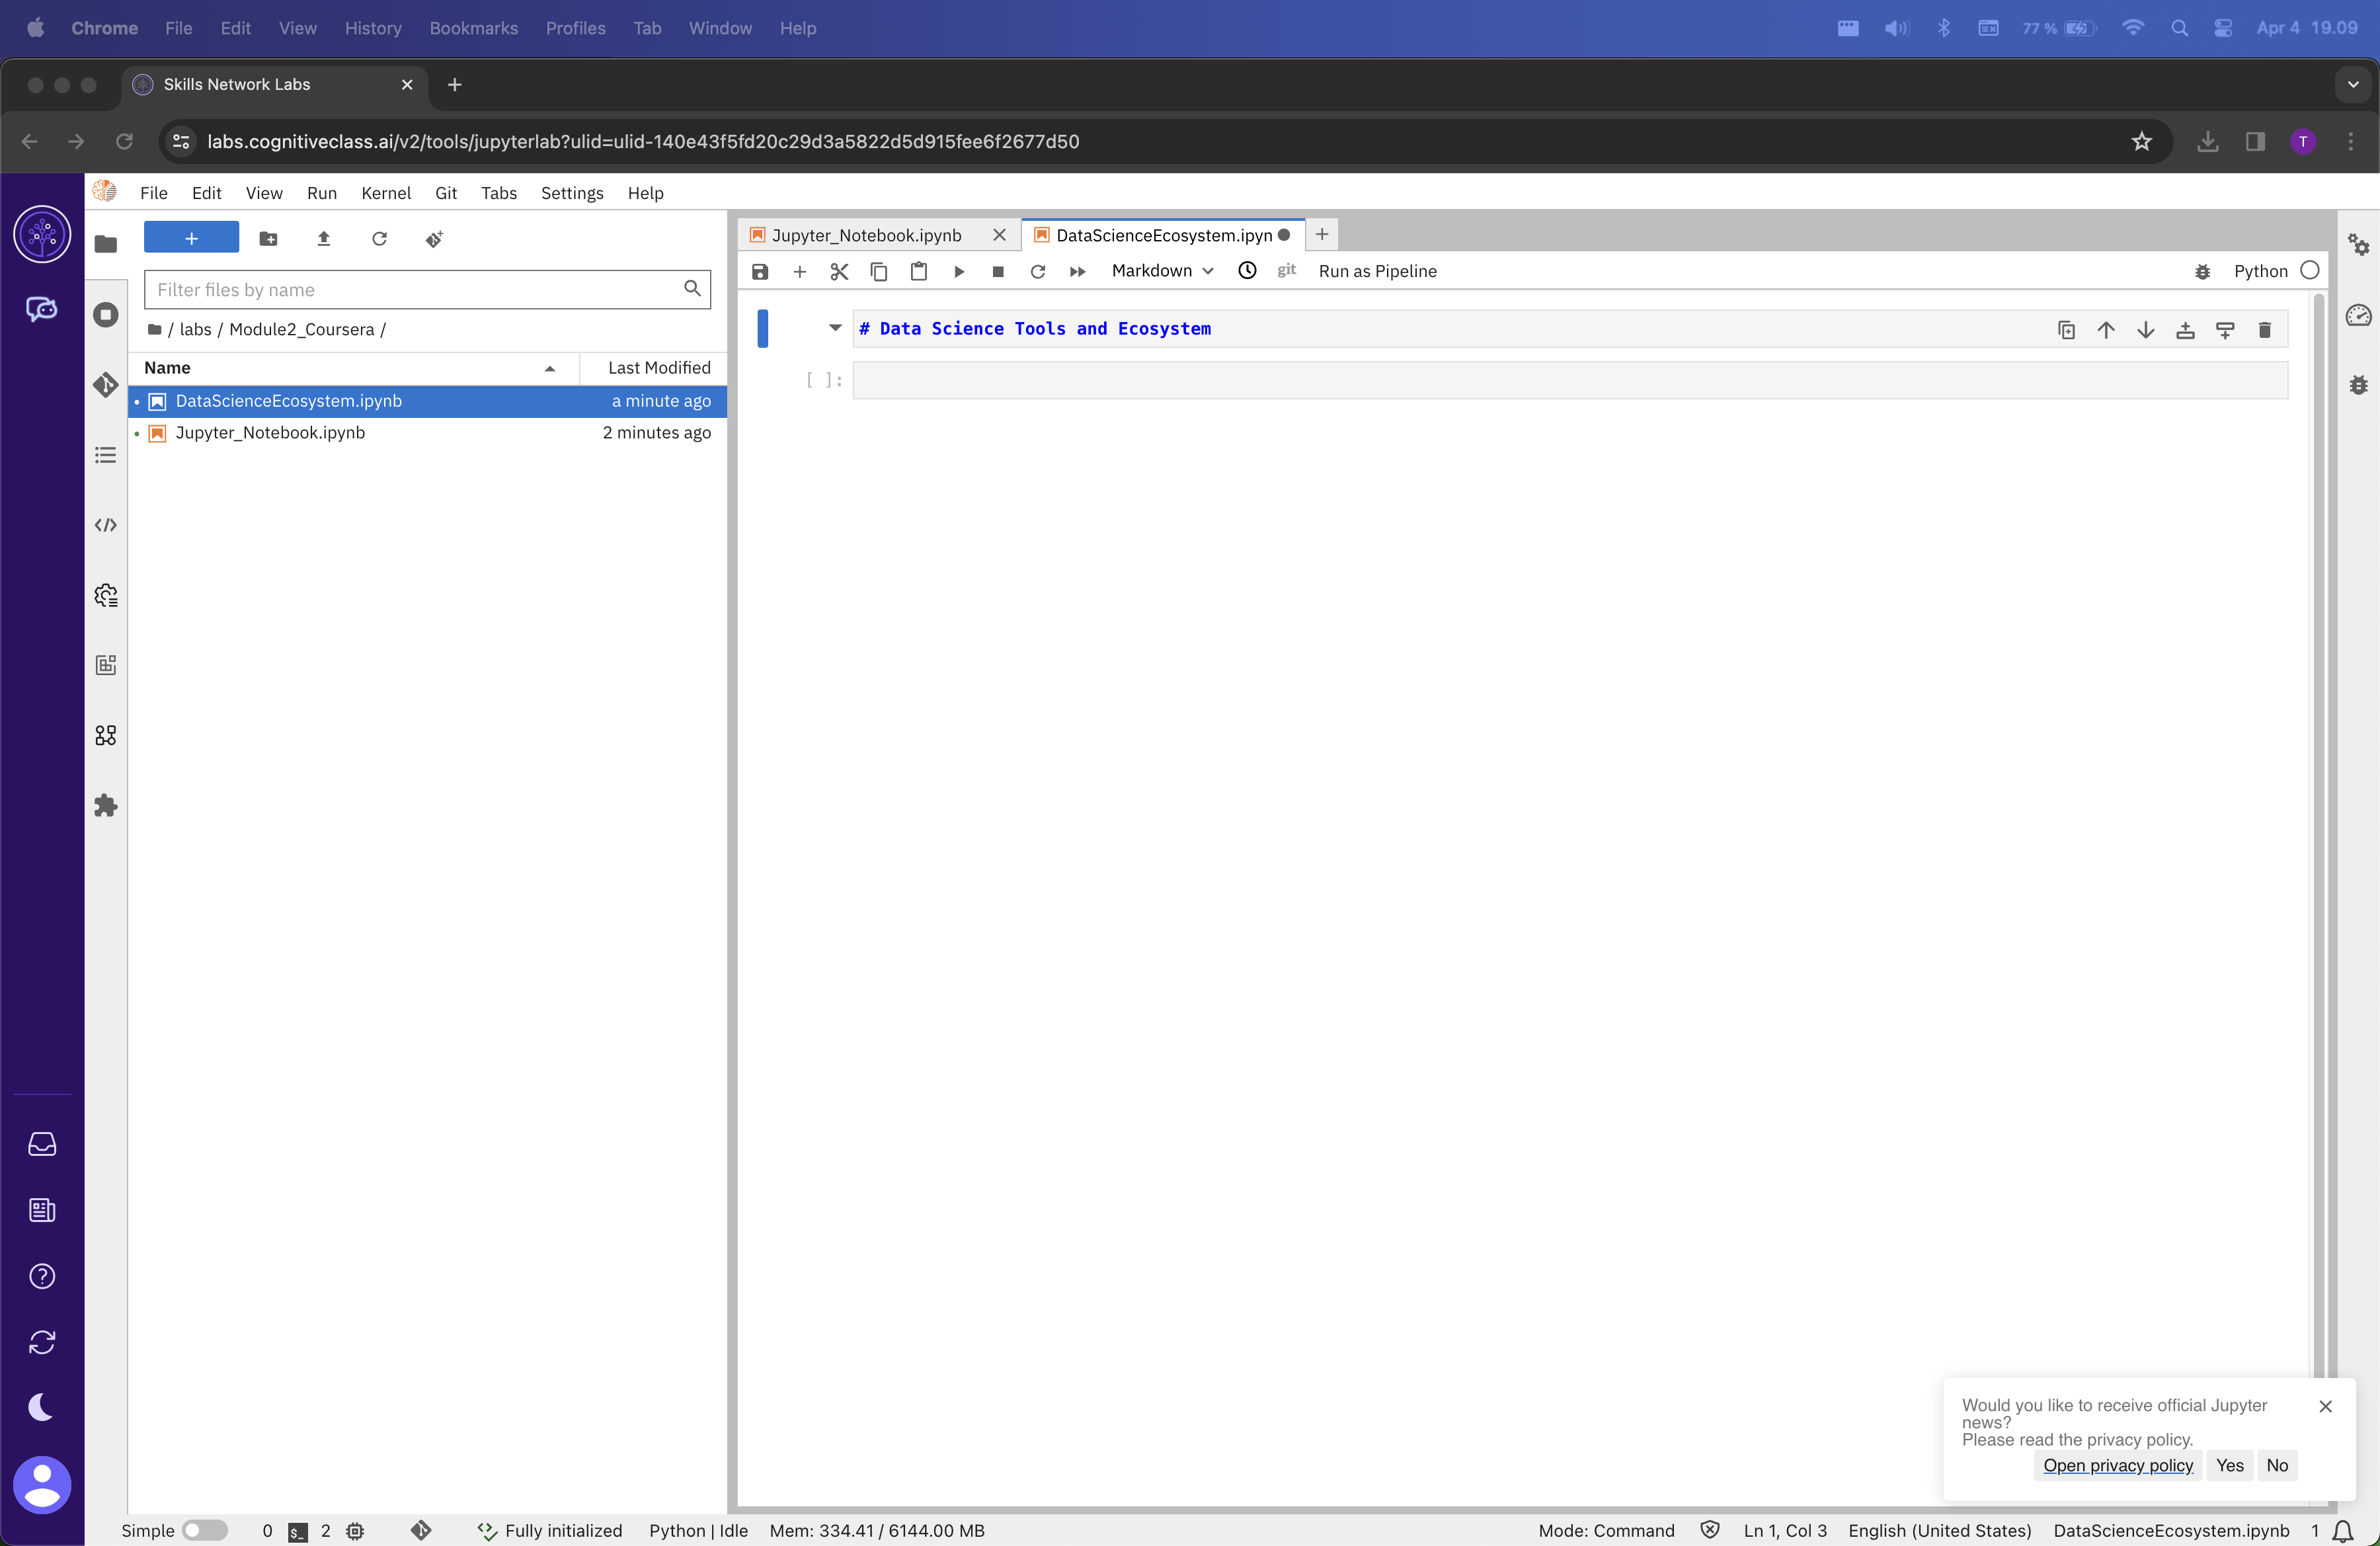 Chrome File Edit View History Bookmarks Profiles Tab Window Help 77 % Apr 4 19.09
Skills Network Labs
labs.cognitiveclass.ai/v2/tools/jupyterlab?ulid=ulid-140e43f5fd20c29d3a5822d5d915fee6f2677d50 T
File Edit View Run Kernel Git Tabs Settings Help
Jupyter_Notebook.ipynb DataScienceEcosystem.ipyn
Markdown git Run as Pipeline Python
Filter files by name
/ labs / Module2_Coursera /
Name Last Modified
DataScienceEcosystem.ipynb a minute ago
Jupyter_Notebook.ipynb 2 minutes ago
# Data Science Tools and Ecosystem
[ ]:
Would you like to receive official Jupyter
news?
Please read the privacy policy.
Open privacy policy Yes No
Simple 0 $_ 2 Fully initialized Python | Idle Mem: 334.41 / 6144.00 MB Mode: Command Ln 1, Col 3 English (United States) DataScienceEcosystem.ipynb 1